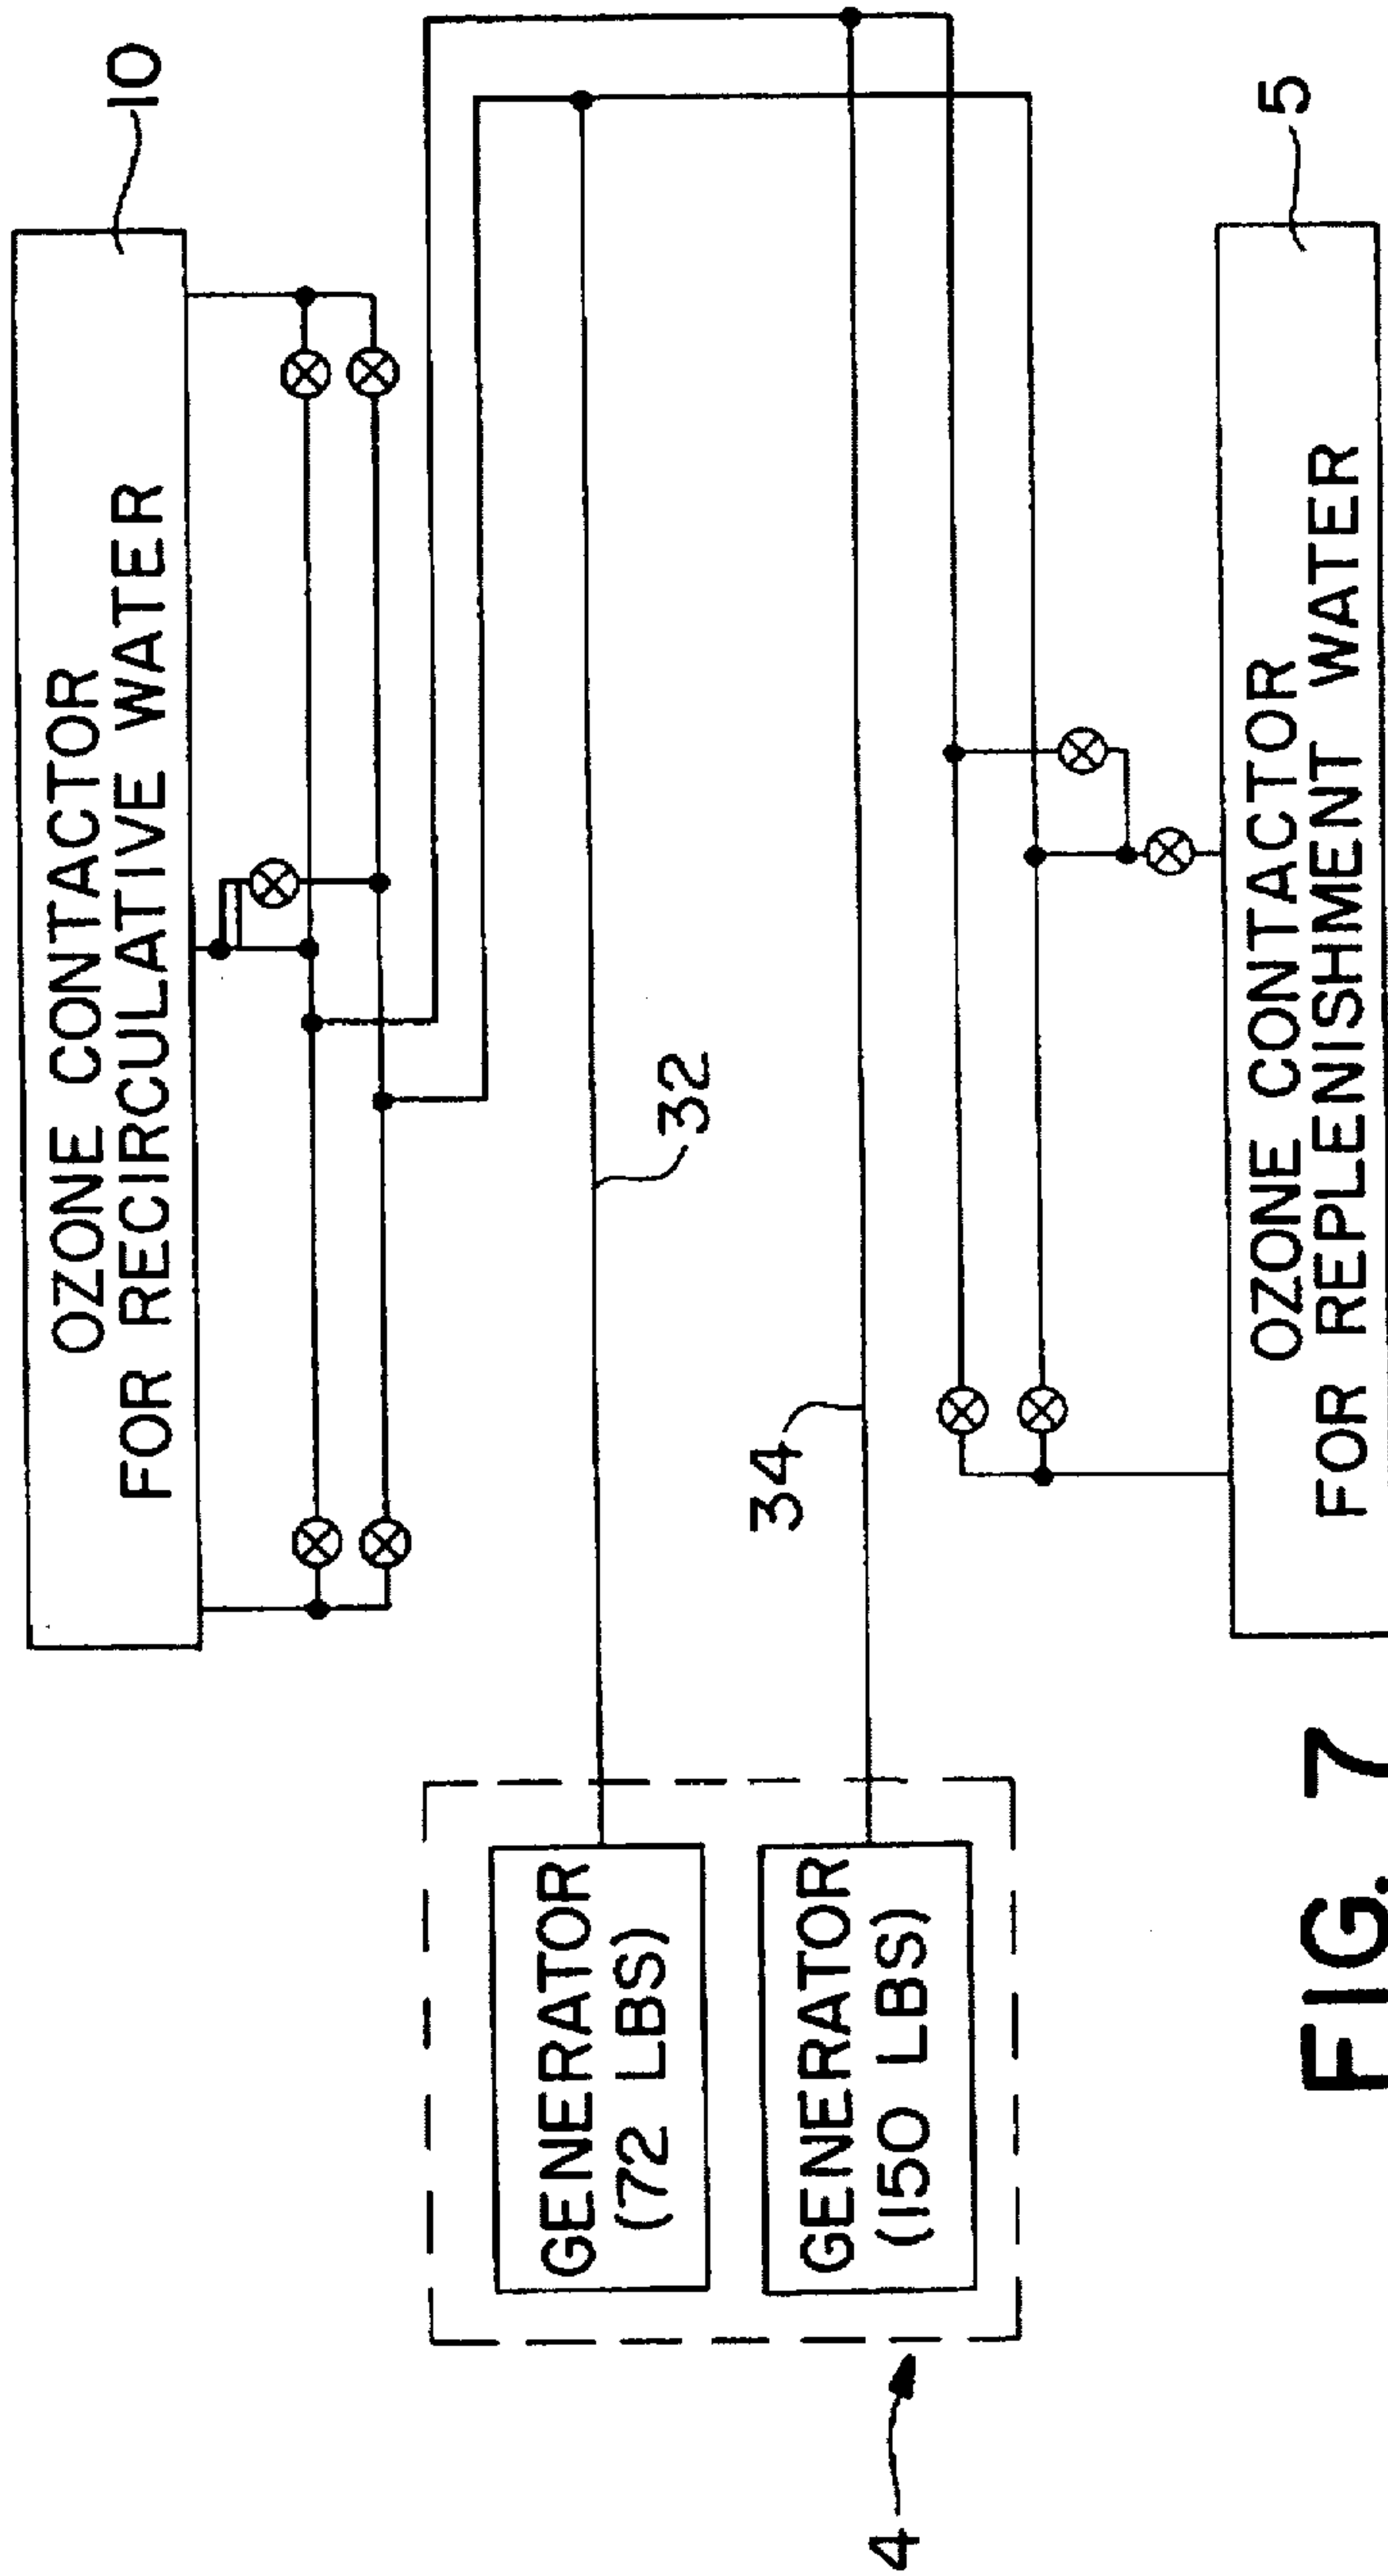 OZONE CONTACTOR
FOR RECIRCULATIVE WATER
10
GENERATOR
(72 LBS)
32
GENERATOR
(150 LBS)
34
4
OZONE CONTACTOR
FOR REPLENISHMENT WATER
5
FIG. 7